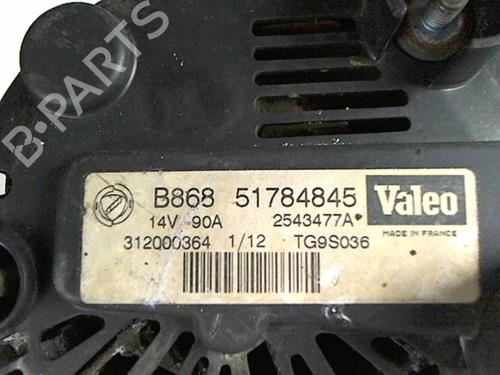 B-PARTS
B868 51784845
14V-90A 2543477A
312000364 1/12 TG9S036
Valeo
MADE IN FRANCE